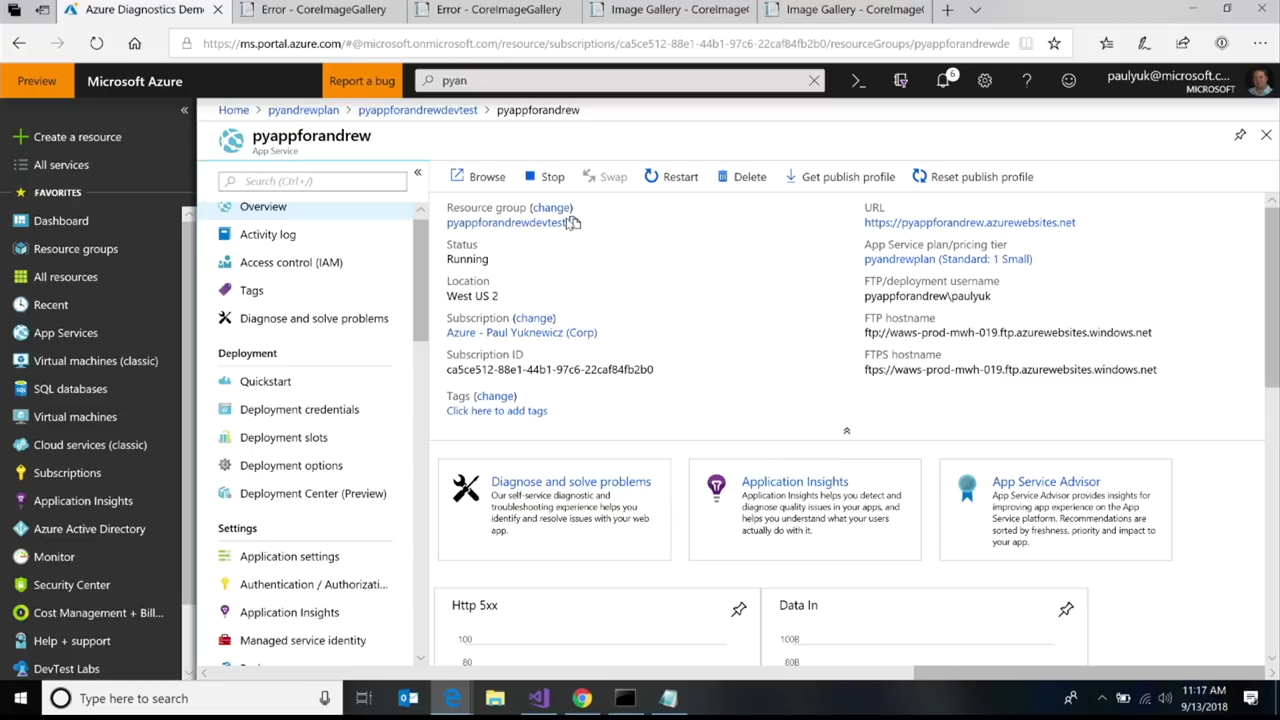 Azure Diagnostics Dem
Error - CoreImageGallery
Error - CoreImageGallery
Image Gallery - CoreImageG
Image Gallery - CoreImageG
https://ms.portal.azure.com/#@microsoft.onmicrosoft.com/resource/subscriptions/ca5ce512-88e1-44b1-97c6-22caf84fb2b0/resourceGroups/pyappforandrewde
Preview
Microsoft Azure
Report a bug
pyan
6
paulyuk@microsoft.c...
MICROSOFT
Home > pyandrewplan > pyappforandrewdevtest > pyappforandrew
pyappforandrew
App Service
Create a resource
All services
FAVORITES
Dashboard
Resource groups
All resources
Recent
App Services
Virtual machines (classic)
SQL databases
Virtual machines
Cloud services (classic)
Subscriptions
Application Insights
Azure Active Directory
Monitor
Security Center
Cost Management + Bill...
Help + support
DevTest Labs
Search (Ctrl+/)
Overview
Activity log
Access control (IAM)
Tags
Diagnose and solve problems
Deployment
Quickstart
Deployment credentials
Deployment slots
Deployment options
Deployment Center (Preview)
Settings
Application settings
Authentication / Authorizati...
Application Insights
Managed service identity
Browse
Stop
Swap
Restart
Delete
Get publish profile
Reset publish profile
Resource group (change)
pyappforandrewdevtest
Status
Running
Location
West US 2
Subscription (change)
Azure - Paul Yuknewicz (Corp)
Subscription ID
ca5ce512-88e1-44b1-97c6-22caf84fb2b0
Tags (change)
Click here to add tags
URL
https://pyappforandrew.azurewebsites.net
App Service plan/pricing tier
pyandrewplan (Standard: 1 Small)
FTP/deployment username
pyappforandrew\paulyuk
FTP hostname
ftp://waws-prod-mwh-019.ftp.azurewebsites.windows.net
FTPS hostname
ftps://waws-prod-mwh-019.ftp.azurewebsites.windows.net
Diagnose and solve problems
Our self-service diagnostic and
troubleshooting experience helps you
identify and resolve issues with your web
app.
Application Insights
Application Insights helps you detect and
diagnose quality issues in your apps, and
helps you understand what your users
actually do with it.
App Service Advisor
App Service Advisor provides insights for
improving app experience on the App
Service platform. Recommendations are
sorted by freshness, priority and impact to
your app.
Http 5xx
100
80
Data In
100B
80B
Type here to search
11:17 AM
9/13/2018